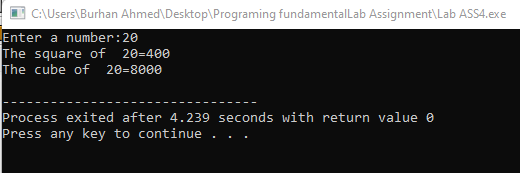 C:\Users\Burhan Ahmed\Desktop\Programing fundamentalLab Assignment\Lab ASS4.exe
Enter a number:20
The square of  20=400
The cube of  20=8000
--------------------------------
Process exited after 4.239 seconds with return value 0
Press any key to continue . . .